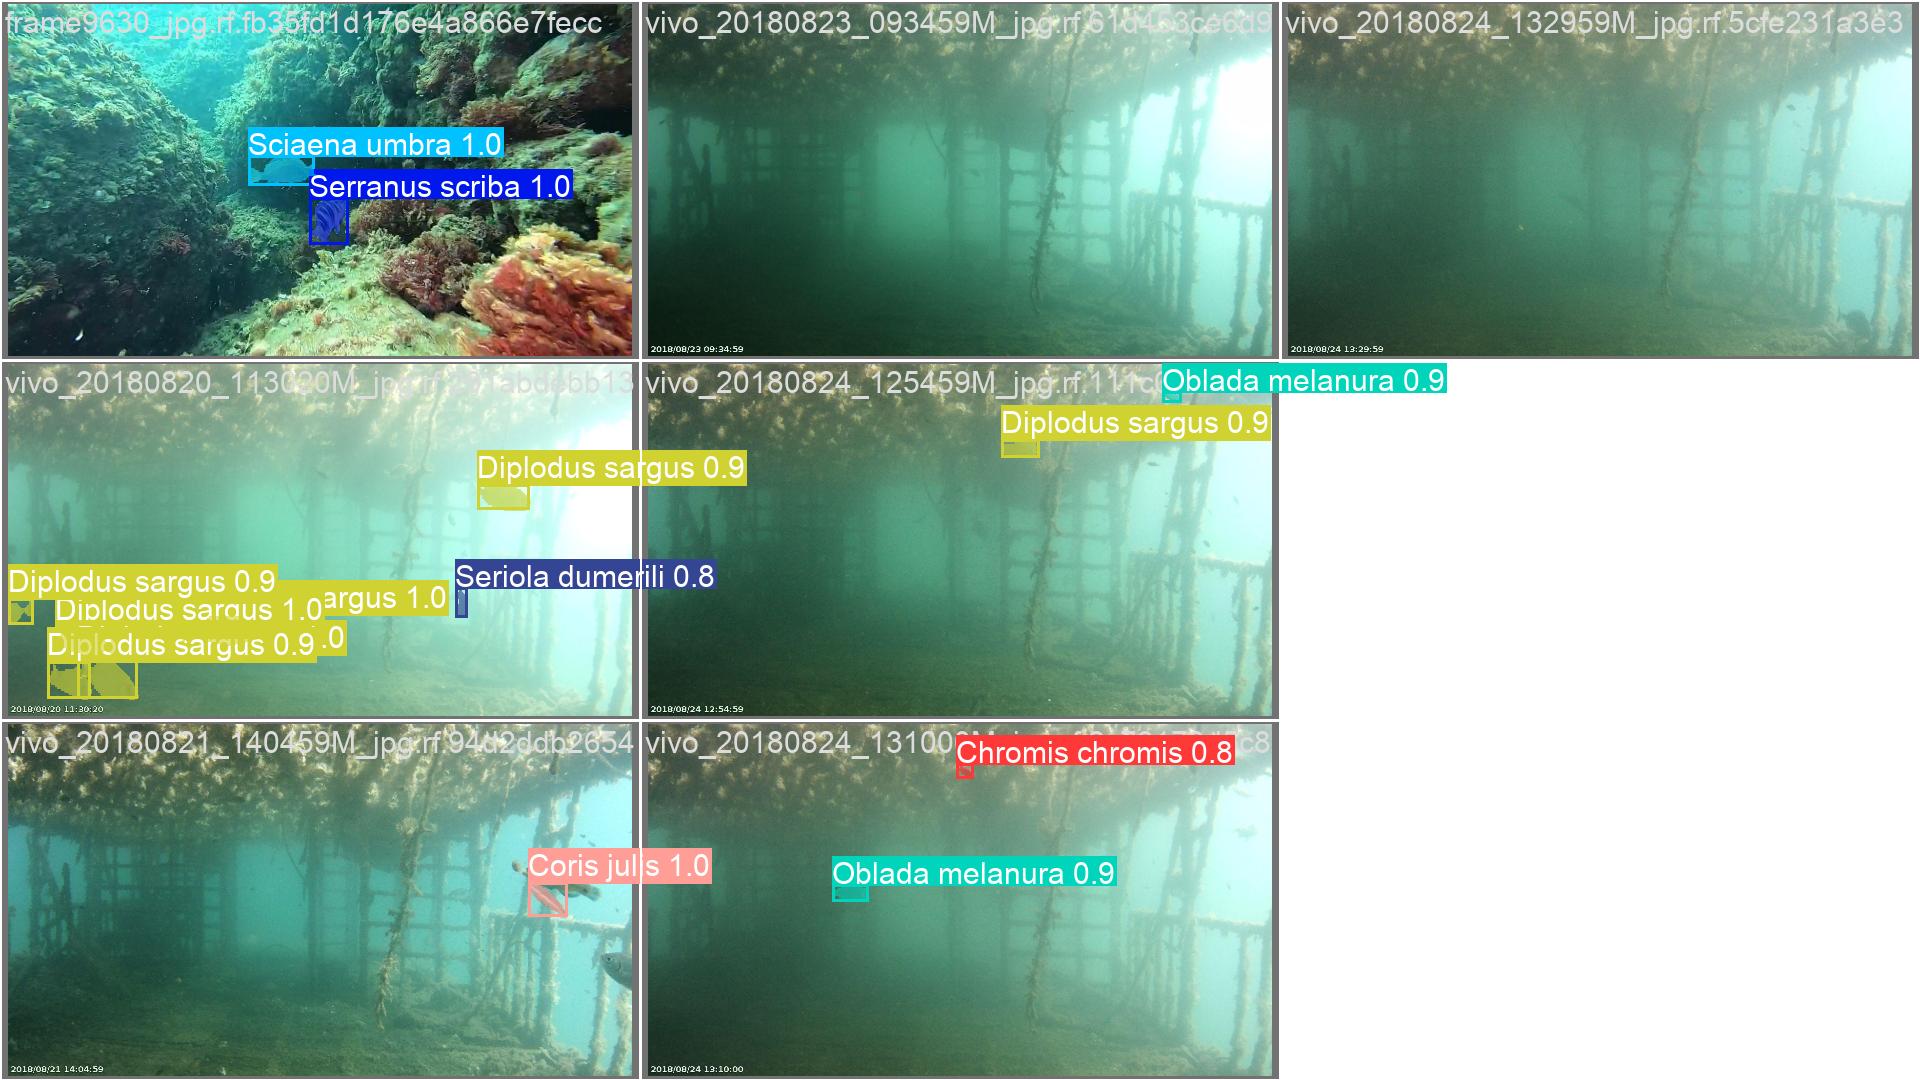 frame9630_jpg.rf.fb35fd1d176e4a866e7fecc
Sciaena umbra 1.0
Serranus scriba 1.0
vivo_20180823_093459M_jpg.rf.61d453ce6d9
2018/08/23 09:34:59
vivo_20180824_132959M_jpg.rf.5cfe231a3e3
2018/08/24 13:29:59
Diplodus sargus 0.9
Seriola dumerili 0.8
Diplodus sargus 0.9
argus 1.0
Diplodus sargus 1.0
.0
Diplodus sargus 0.9
2018/08/20 11:30:20
vivo_20180824_125459M_jpg.rf.111c
Oblada melanura 0.9
Diplodus sargus 0.9
2018/08/24 12:54:59
vivo_20180821_140459M_jpg.rf.94d2ddb2654
Coris julis 1.0
2018/08/21 14:04:59
vivo_20180824_13100
Chromis chromis 0.8
Oblada melanura 0.9
2018/08/24 13:10:00